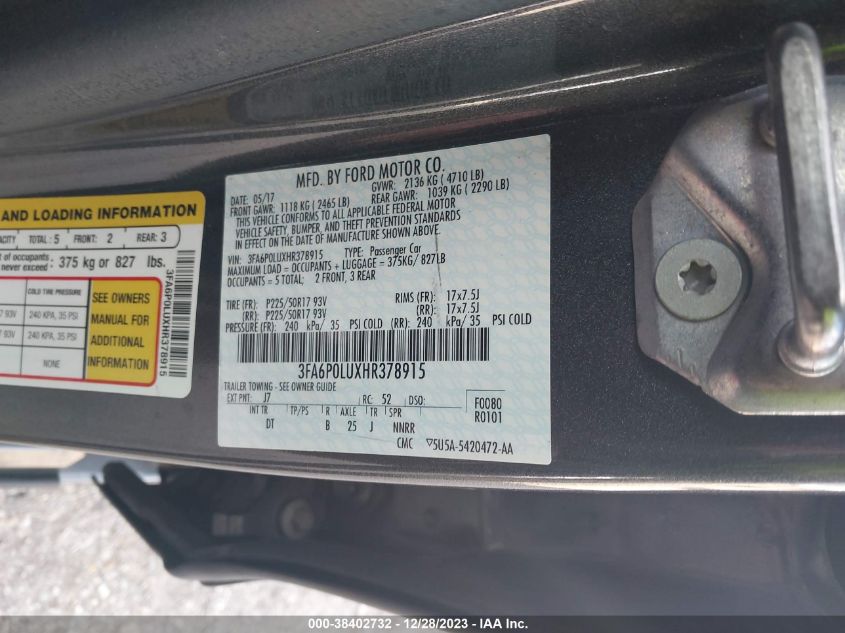 MFD. BY FORD MOTOR CO.
DATE: 05/17 GVWR: 2136 KG ( 4710 LB)
FRONT GAWR: 1118 KG ( 2465 LB) REAR GAWR: 1039 KG ( 2290 LB)
THIS VEHICLE CONFORMS TO ALL APPLICABLE FEDERAL MOTOR
VEHICLE SAFETY, BUMPER, AND THEFT PREVENTION STANDARDS
IN EFFECT ON THE DATE OF MANUFACTURE SHOWN ABOVE.
VIN: 3FA6P0LUXHR378915 TYPE: Passenger Car
MAXIMUM LOAD = OCCUPANTS + LUGGAGE = 375KG/ 827LB
OCCUPANTS = 5 TOTAL; 2 FRONT, 3 REAR
TIRE (FR): P225/50R17 93V RIMS (FR): 17x7.5J
(RR): P225/50R17 93V (RR): 17x7.5J
PRESSURE (FR): 240 kPa/ 35 PSI COLD (RR): 240 kPa/ 35 PSI COLD
3FA6P0LUXHR378915
TRAILER TOWING - SEE OWNER GUIDE
EXT PNT: J7 RC: 52 DSO: F0080
R0101
INT TR TP/PS R AXLE TR SPR
DT B 25 J NNRR
CMC ▽5U5A-5420472-AA
AND LOADING INFORMATION
TOTAL: 5 FRONT: 2 REAR: 3
of occupants
never exceed: 375 kg or 827 lbs.
COLD TIRE PRESSURE
93V 240 KPA, 35 PSI
93V 240 KPA, 35 PSI
NONE
SEE OWNERS
MANUAL FOR
ADDITIONAL
INFORMATION
3FA6P0LUXHR378915
000-38402732 - 12/28/2023 - Copyright © 2023 IAA, Inc.